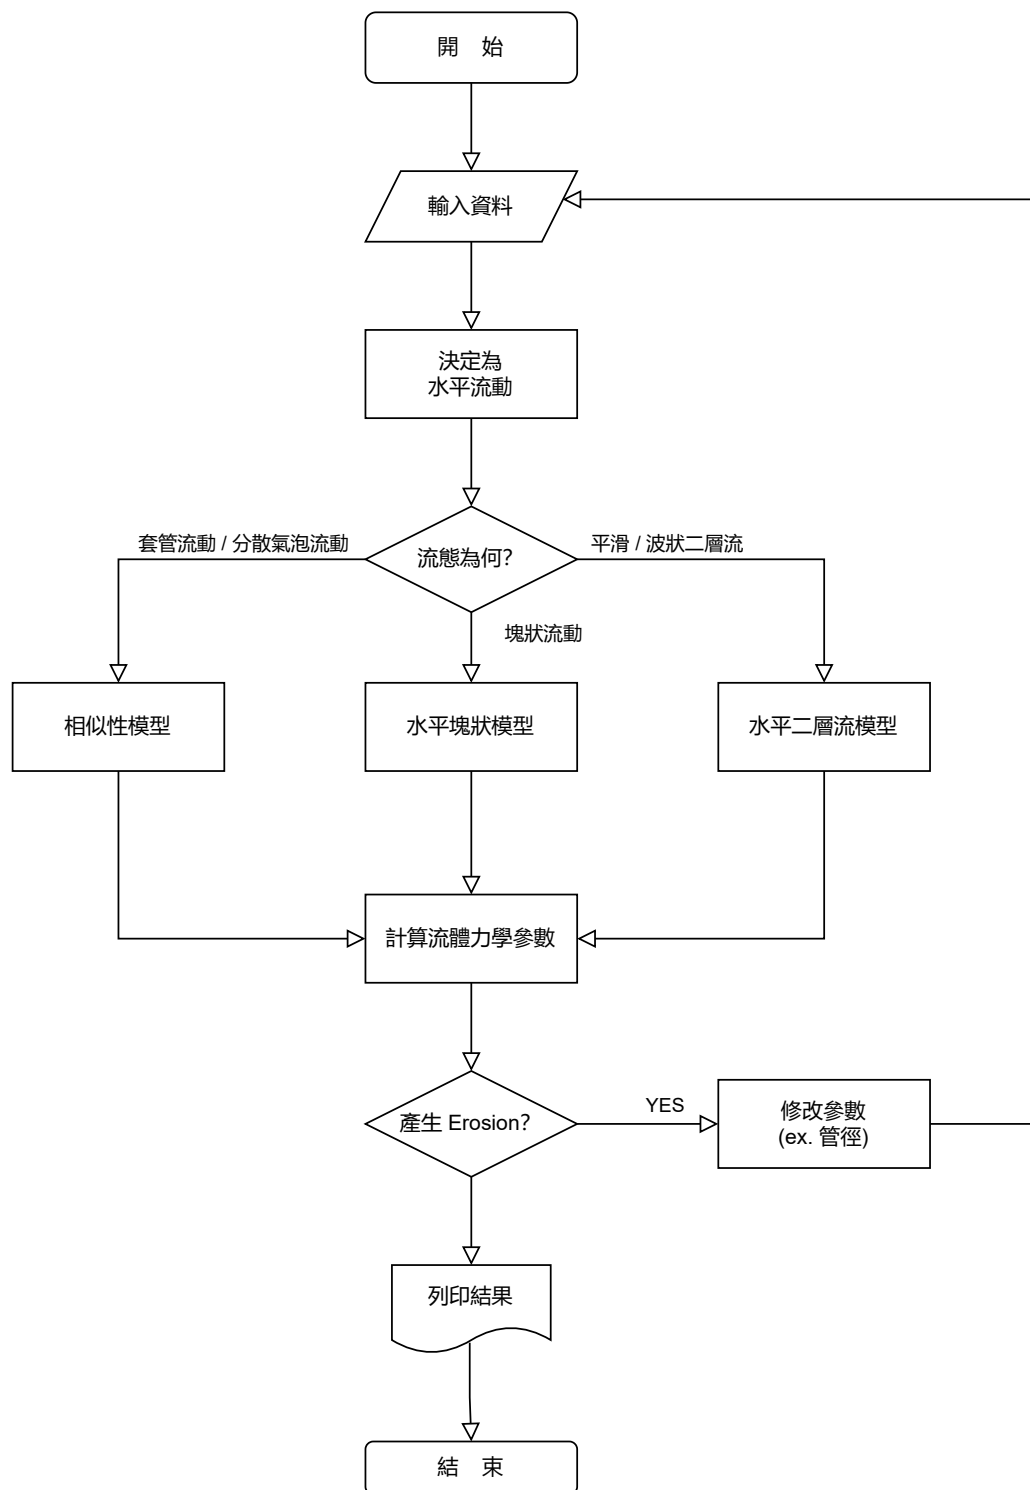 開 始
輸入資料
決定為
水平流動
套管流動 / 分散氣泡流動
流態為何?
平滑 / 波狀二層流
塊狀流動
相似性模型
水平塊狀模型
水平二層流模型
計算流體力學參數
產生 Erosion?
YES
修改參數
(ex. 管徑)
列印結果
結 束